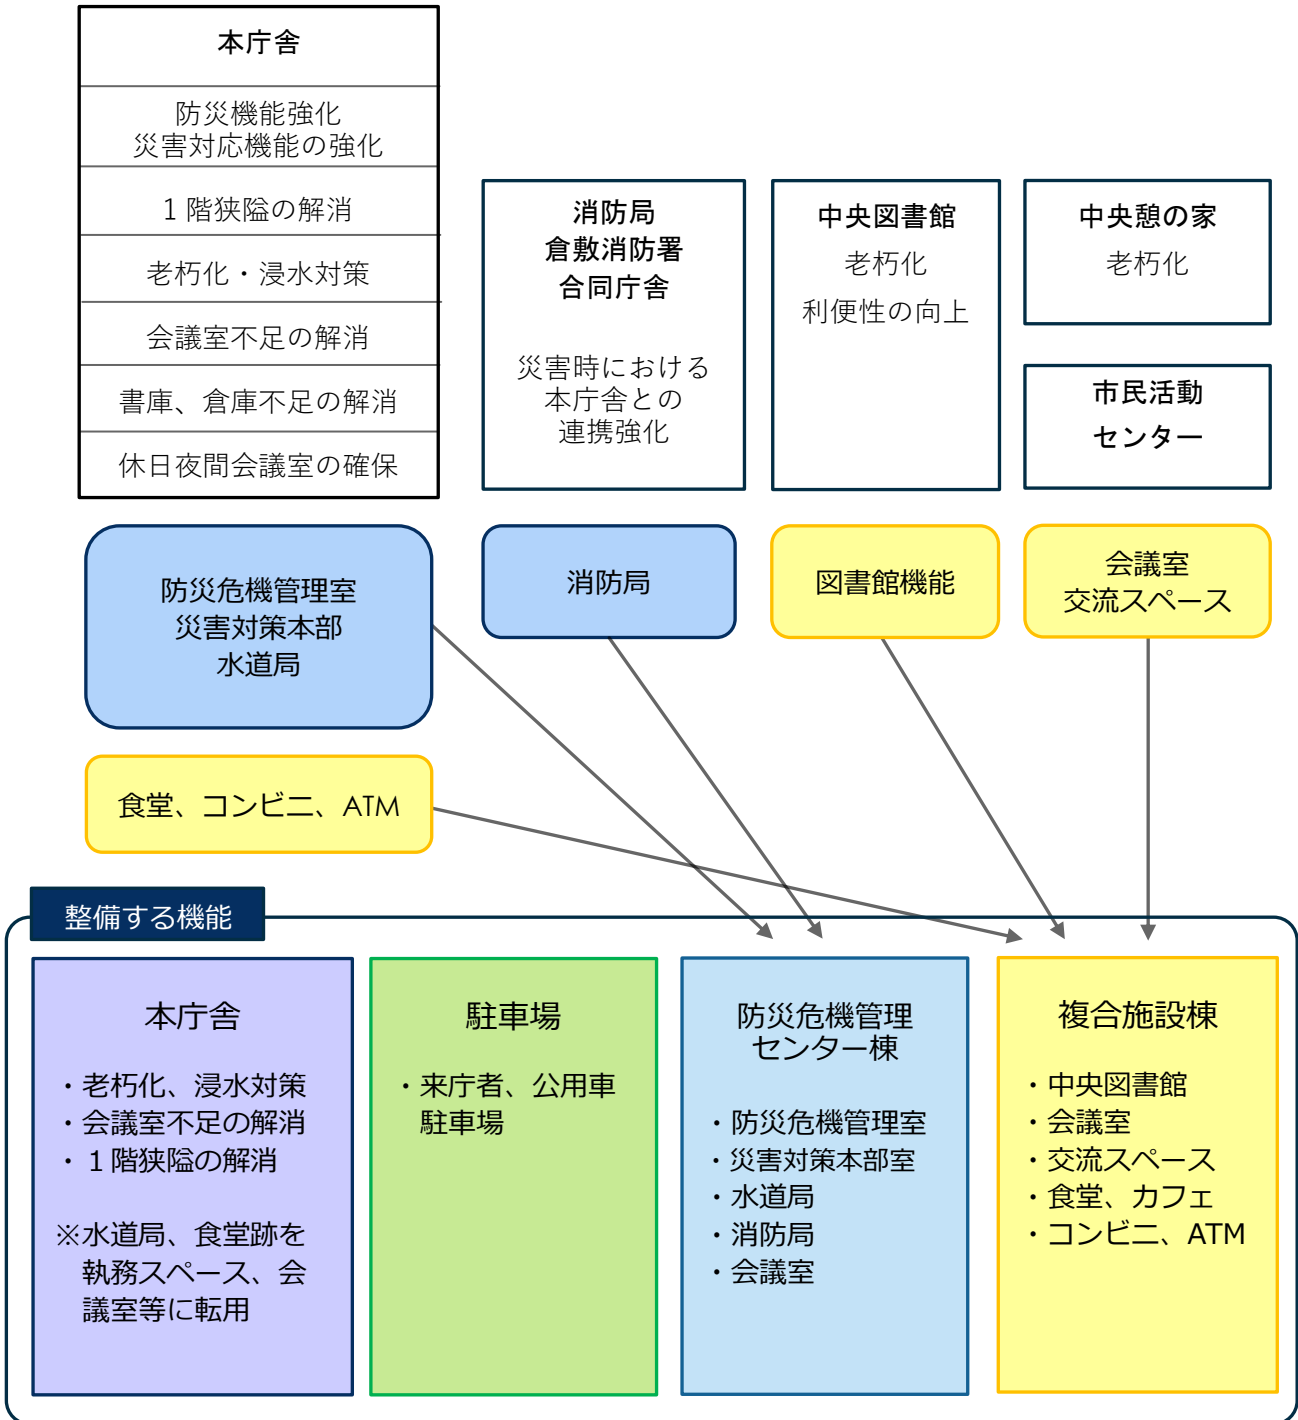 本庁舎
防災機能強化
災害対応機能の強化
１階狭隘の解消
老朽化・浸水対策
会議室不足の解消
書庫、倉庫不足の解消
休日夜間会議室の確保
消防局
倉敷消防署
合同庁舎
災害時における
本庁舎との
連携強化
中央図書館
老朽化
利便性の向上
中央憩の家
老朽化
市民活動
センター
防災危機管理室
災害対策本部
水道局
消防局
図書館機能
会議室
交流スペース
食堂、コンビニ、ATM
整備する機能
本庁舎
・老朽化、浸水対策
・会議室不足の解消
・１階狭隘の解消
※水道局、食堂跡を
執務スペース、会
議室等に転用
駐車場
・来庁者、公用車
駐車場
防災危機管理
センター棟
・防災危機管理室
・災害対策本部室
・水道局
・消防局
・会議室
複合施設棟
・中央図書館
・会議室
・交流スペース
・食堂、カフェ
・コンビニ、ATM